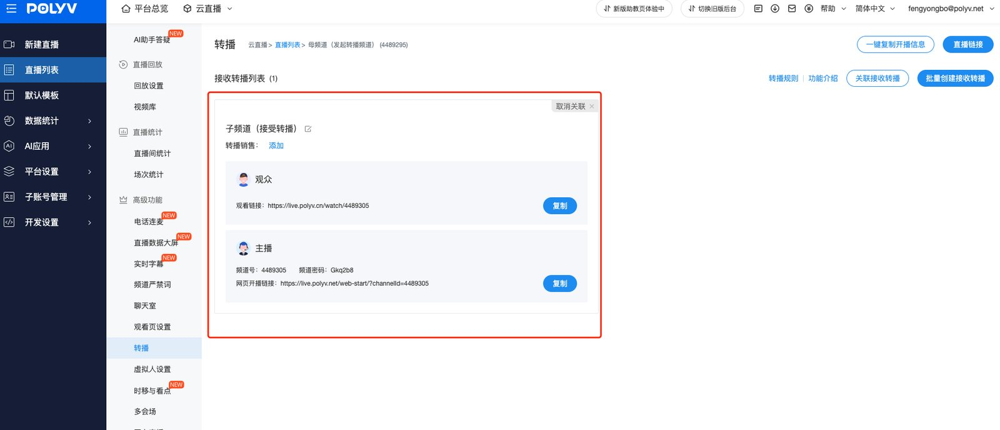 POLYV
平台总览
云直播
新版助教页体验中
切换旧版后台
帮助
简体中文
fengyongbo@polyv.net
新建直播
直播列表
默认模板
数据统计
AI应用
平台设置
子账号管理
开发设置
AI助手答疑 NEW
直播回放
回放设置
视频库
直播统计
直播间统计
场次统计
高级功能
电话连麦 NEW
直播数据大屏 NEW
实时字幕 NEW
频道严禁词
聊天室
观看页设置
转播
虚拟人设置
时移与看点 NEW
多会场
转播 云直播> 直播列表> 母频道（发起转播频道） (4489295)
一键复制开播信息
直播链接
接收转播列表 (1)
转播规则
功能介绍
关联接收转播
批量创建接收转播
取消关联 ×
子频道（接受转播）
转播销售： 添加
观众
观看链接：https://live.polyv.cn/watch/4489305
复制
主播
频道号：4489305 频道密码：Gkq2b8
网页开播链接：https://live.polyv.net/web-start/?channelId=4489305
复制